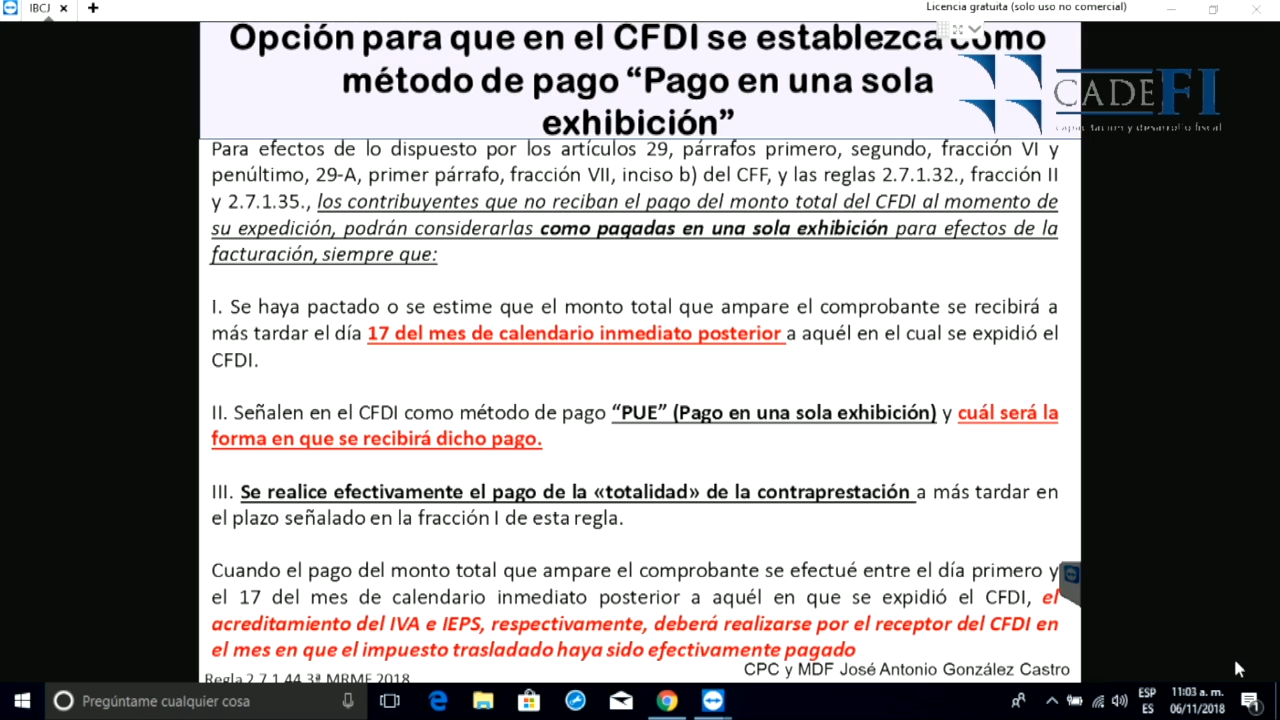 IBCJ
Licencia gratuita (solo uso no comercial)
Opción para que en el CFDI se establezca como
método de pago “Pago en una sola
exhibición”
CADEFI
capacitación y desarrollo fiscal
Para efectos de lo dispuesto por los artículos 29, párrafos primero, segundo, fracción VI y
penúltimo, 29-A, primer párrafo, fracción VII, inciso b) del CFF, y las reglas 2.7.1.32., fracción II
y 2.7.1.35., los contribuyentes que no reciban el pago del monto total del CFDI al momento de
su expedición, podrán considerarlas como pagadas en una sola exhibición para efectos de la
facturación, siempre que:
I. Se haya pactado o se estime que el monto total que ampare el comprobante se recibirá a
más tardar el día 17 del mes de calendario inmediato posterior a aquél en el cual se expidió el
CFDI.
II. Señalen en el CFDI como método de pago “PUE” (Pago en una sola exhibición) y cuál será la
forma en que se recibirá dicho pago.
III. Se realice efectivamente el pago de la «totalidad» de la contraprestación a más tardar en
el plazo señalado en la fracción I de esta regla.
Cuando el pago del monto total que ampare el comprobante se efectué entre el día primero y
el 17 del mes de calendario inmediato posterior a aquél en que se expidió el CFDI, el
acreditamiento del IVA e IEPS, respectivamente, deberá realizarse por el receptor del CFDI en
el mes en que el impuesto trasladado haya sido efectivamente pagado
CPC y MDF José Antonio González Castro
Regla 2.7.1.44 3ª MRMF 2018
Pregúntame cualquier cosa
ESP
ES
11:03 a. m.
06/11/2018
1